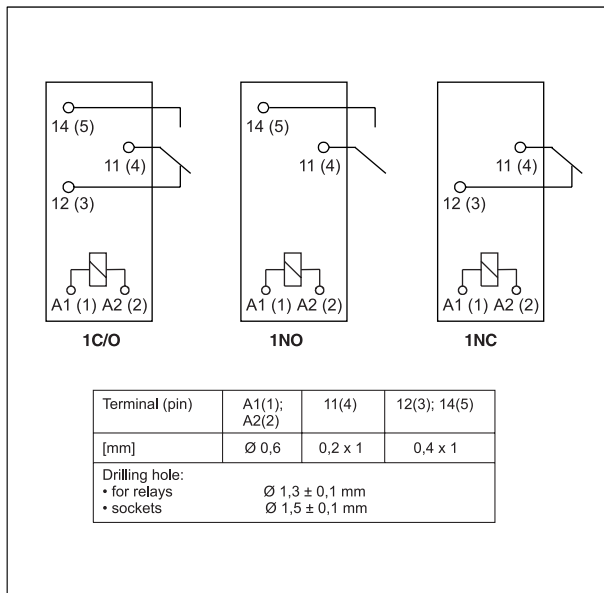 14 (5)
11 (4)
12 (3)
A1 (1) A2 (2)
1C/O
14 (5)
11 (4)
A1 (1) A2 (2)
1NO
11 (4)
12 (3)
A1 (1) A2 (2)
1NC
Terminal (pin) A1(1); 11(4) 12(3); 14(5)
A2(2)
[mm] Ø 0,6 0,2 x 1 0,4 x 1
Drilling hole:
• for relays Ø 1,3 ± 0,1 mm
• sockets Ø 1,5 ± 0,1 mm